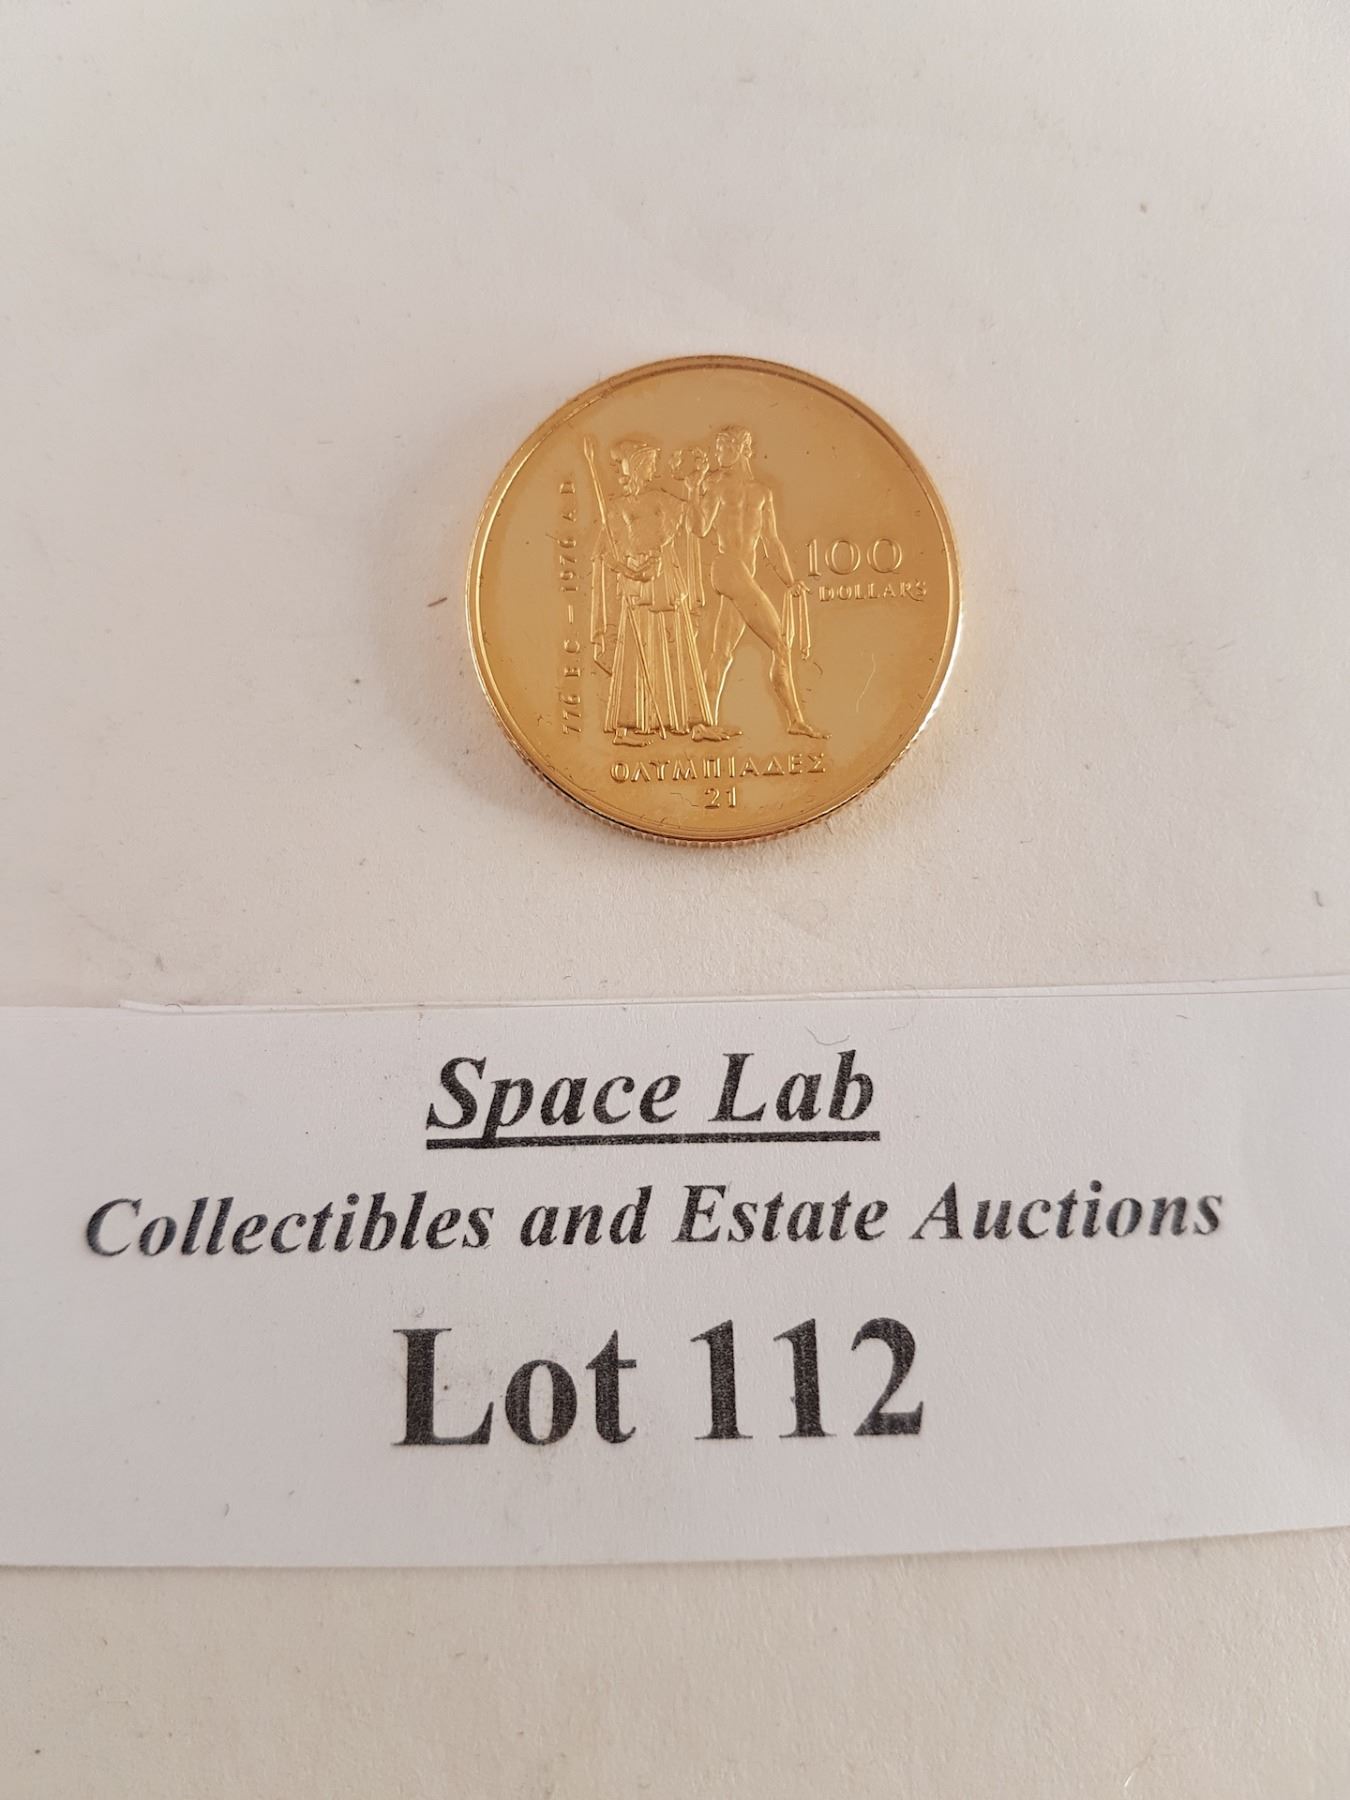 776 B.C – 1976 A.D
100
DOLLARS
ΟΛΥΜΠΙΑΔΕΣ
21
Space Lab
Collectibles and Estate Auctions
Lot 112